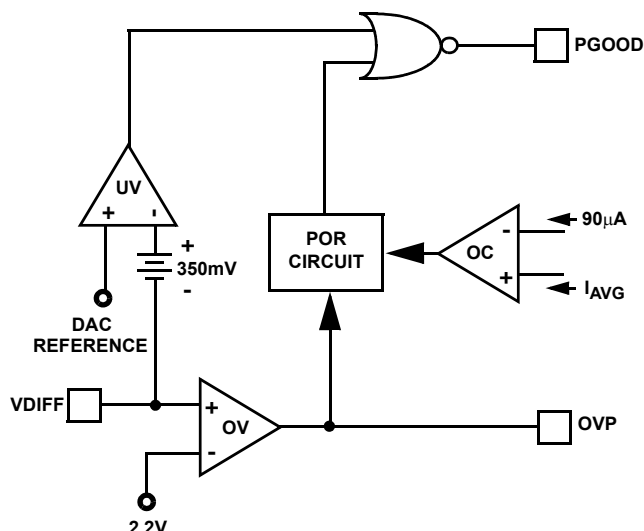 PGOOD
UV
+
-
+
350mV
-
DAC
REFERENCE
POR
CIRCUIT
OC
-
+
90μA
IAVG
VDIFF
+
OV
-
OVP
2.2V